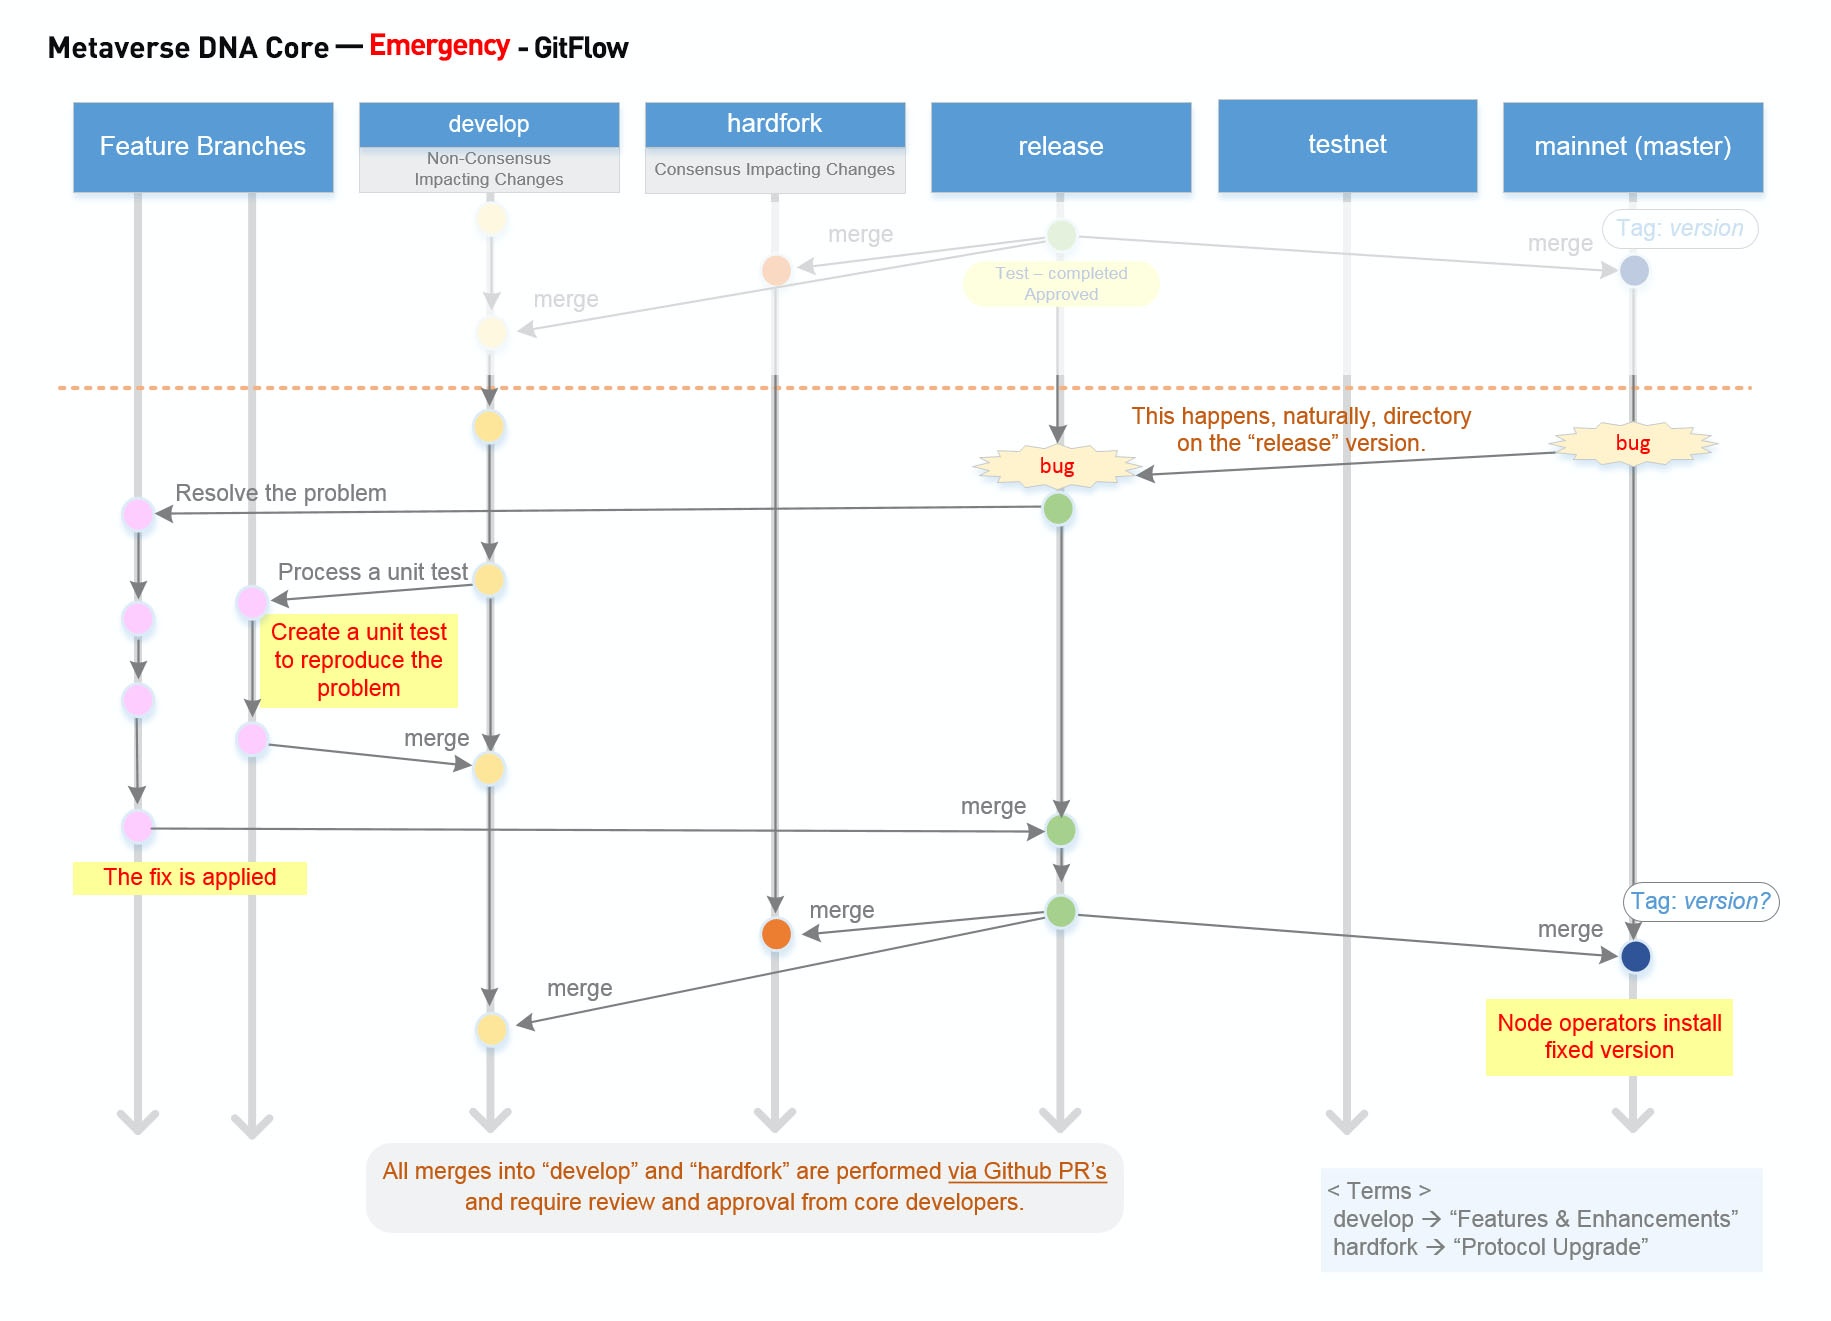 Metaverse DNA Core — Emergency - GitFlow
Feature Branches
develop
Non-Consensus
Impacting Changes
hardfork
Consensus Impacting Changes
release
testnet
mainnet (master)
Tag: version
merge
merge
Test – completed
Approved
merge
This happens, naturally, directory
on the “release” version.
bug
bug
Resolve the problem
Process a unit test
Create a unit test
to reproduce the
problem
merge
merge
The fix is applied
Tag: version?
merge
merge
merge
Node operators install
fixed version
All merges into “develop” and “hardfork” are performed via Github PR’s
and require review and approval from core developers.
< Terms >
develop → “Features & Enhancements”
hardfork → “Protocol Upgrade”